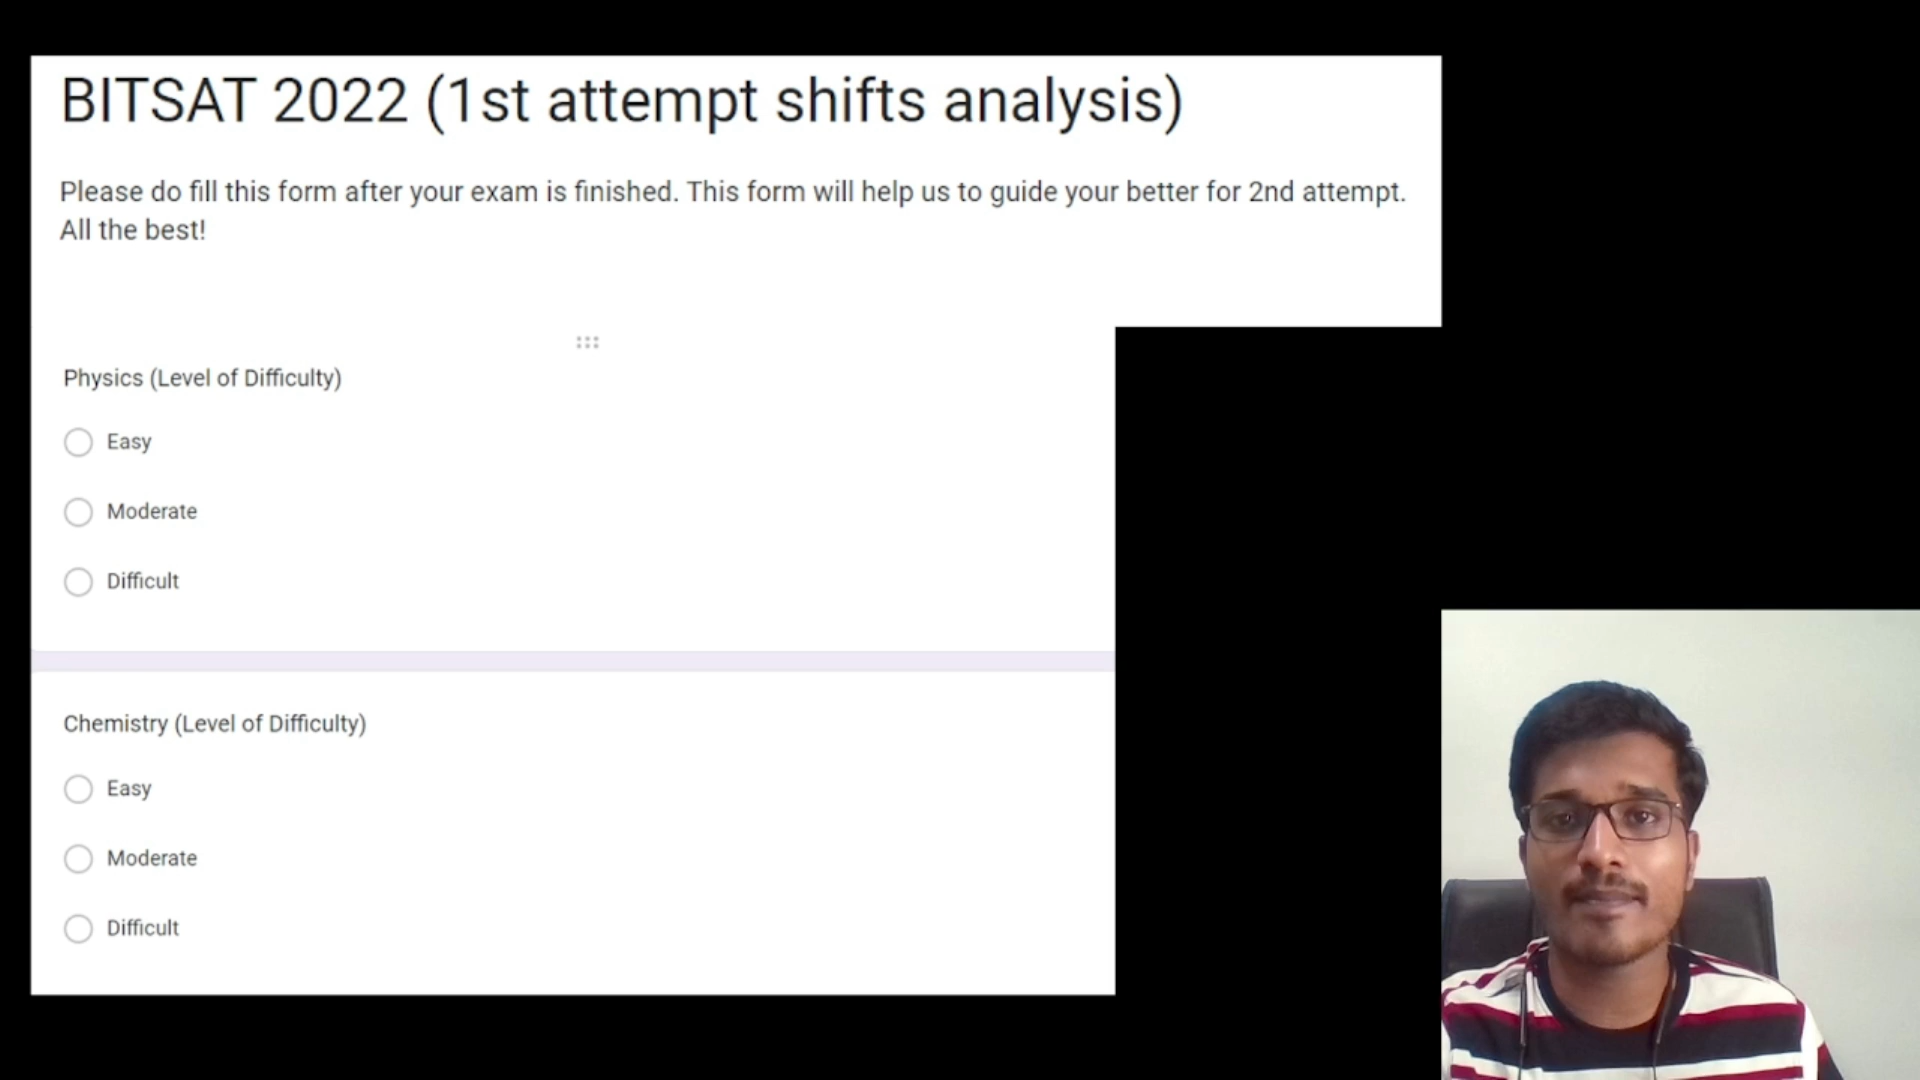 BITSAT 2022 (1st attempt shifts analysis)
Please do fill this form after your exam is finished. This form will help us to guide your better for 2nd attempt.
All the best!
Physics (Level of Difficulty)
Easy
Moderate
Difficult
Chemistry (Level of Difficulty)
Easy
Moderate
Difficult